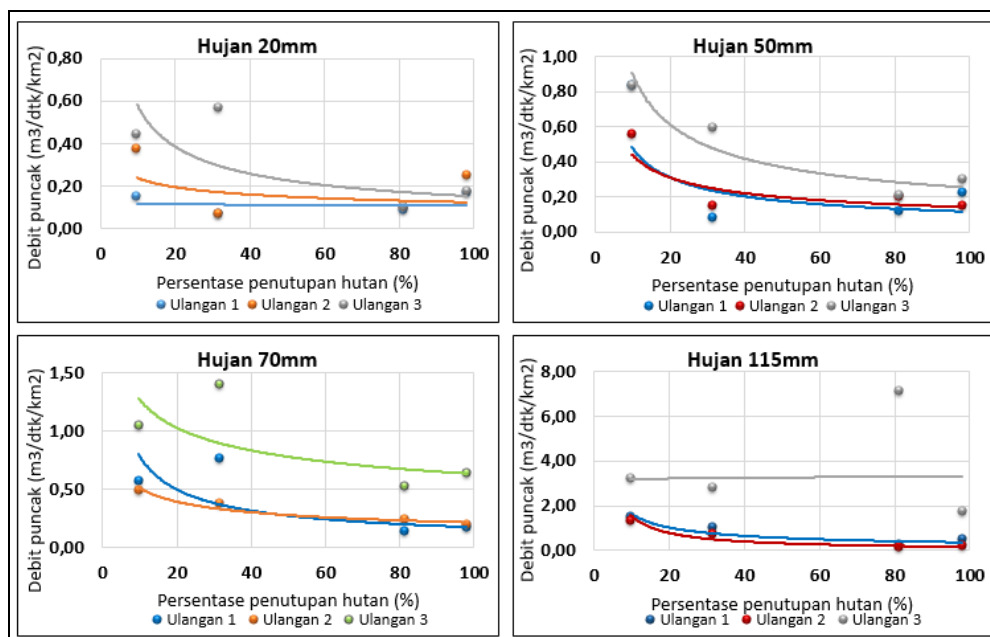 Hujan 20mm
Debit puncak (m3/dtk/km2)
0,80
0,60
0,40
0,20
0,00
0 20 40 60 80 100
Persentase penutupan hutan (%)
Ulangan 1 Ulangan 2 Ulangan 3
Hujan 50mm
Debit puncak (m3/dtk/km2)
1,00
0,80
0,60
0,40
0,20
0,00
0 20 40 60 80 100
Persentase penutupan hutan (%)
Ulangan 1 Ulangan 2 Ulangan 3
Hujan 70mm
Debit puncak (m3/dtk/km2)
1,50
1,00
0,50
0,00
0 20 40 60 80 100
Persentase penutupan hutan (%)
Ulangan 1 Ulangan 2 Ulangan 3
Hujan 115mm
Debit puncak (m3/dtk/km2)
8,00
6,00
4,00
2,00
0,00
0 20 40 60 80 100
Persentase penutupan hutan (%)
Ulangan 1 Ulangan 2 Ulangan 3